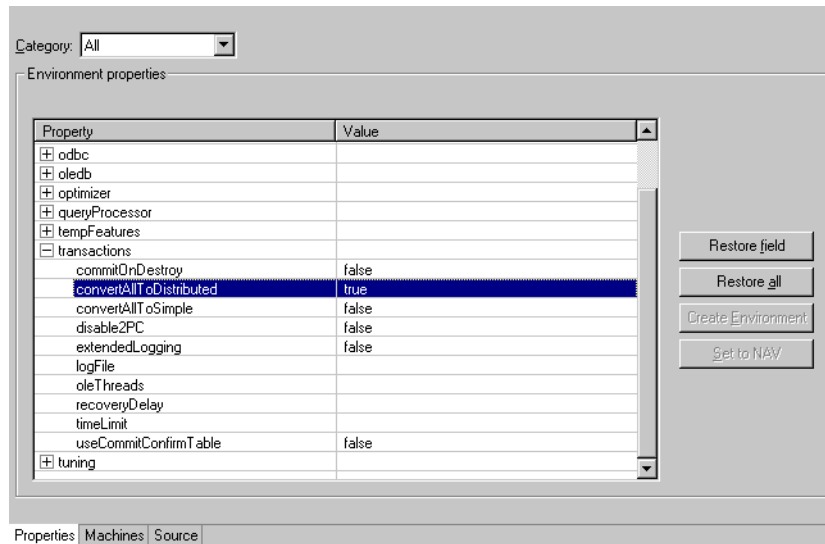 Category: All
Environment properties
Property Value
odbc
oledb
optimizer
queryProcessor
tempFeatures
transactions
commitOnDestroy false
convertAllToDistributed true
convertAllToSimple false
disable2PC false
extendedLogging false
logFile
oleThreads
recoveryDelay
timeLimit
useCommitConfirmTable false
tuning
Restore field
Restore all
Create Environment
Set to NAV
Properties Machines Source